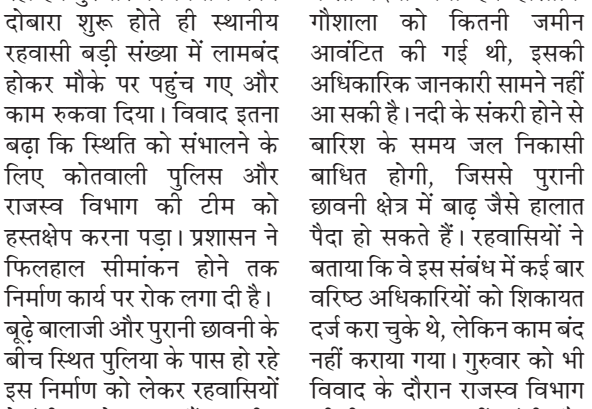 दोबारा शुरू होते ही स्थानीय
रहवासी बड़ी संख्या में लामबंद
होकर मौके पर पहुंच गए और
काम रुकवा दिया। विवाद इतना
बढ़ा कि स्थिति को संभालने के
लिए कोतवाली पुलिस और
राजस्व विभाग की टीम को
हस्तक्षेप करना पड़ा। प्रशासन ने
फिलहाल सीमांकन होने तक
निर्माण कार्य पर रोक लगा दी है।
बूढ़े बालाजी और पुरानी छावनी के
बीच स्थित पुलिया के पास हो रहे
इस निर्माण को लेकर रहवासियों
गौशाला को कितनी जमीन
आवंटित की गई थी, इसकी
अधिकारिक जानकारी सामने नहीं
आ सकी है। नदी के संकरी होने से
बारिश के समय जल निकासी
बाधित होगी, जिससे पुरानी
छावनी क्षेत्र में बाढ़ जैसे हालात
पैदा हो सकते हैं। रहवासियों ने
बताया कि वे इस संबंध में कई बार
वरिष्ठ अधिकारियों को शिकायत
दर्ज करा चुके थे, लेकिन काम बंद
नहीं कराया गया। गुरुवार को भी
विवाद के दौरान राजस्व विभाग